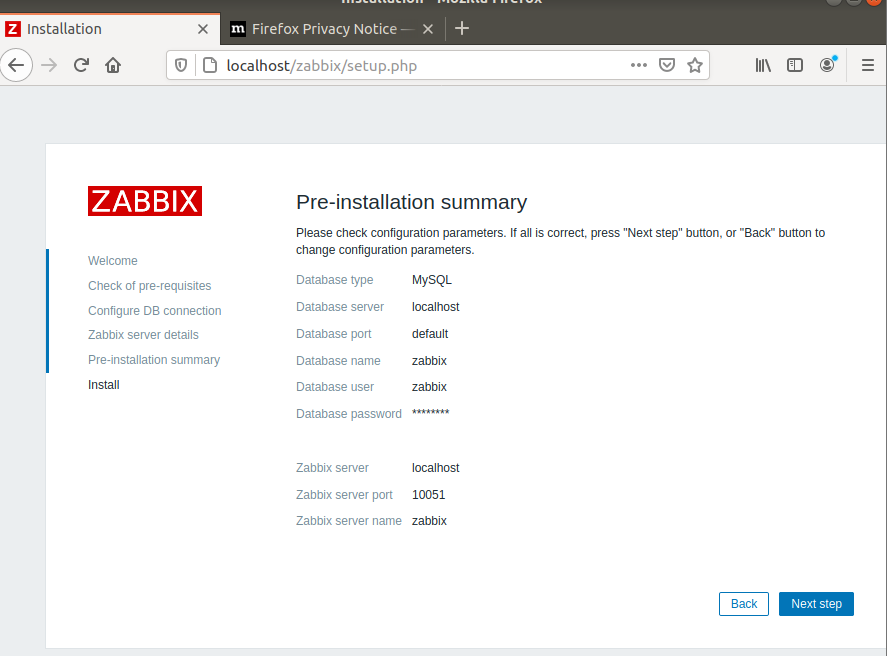 Installation - Mozilla Firefox
Z Installation
m Firefox Privacy Notice —
localhost/zabbix/setup.php
ZABBIX
Welcome
Check of pre-requisites
Configure DB connection
Zabbix server details
Pre-installation summary
Install
Pre-installation summary
Please check configuration parameters. If all is correct, press "Next step" button, or "Back" button to
change configuration parameters.
Database type MySQL
Database server localhost
Database port default
Database name zabbix
Database user zabbix
Database password ********
Zabbix server localhost
Zabbix server port 10051
Zabbix server name zabbix
Back
Next step